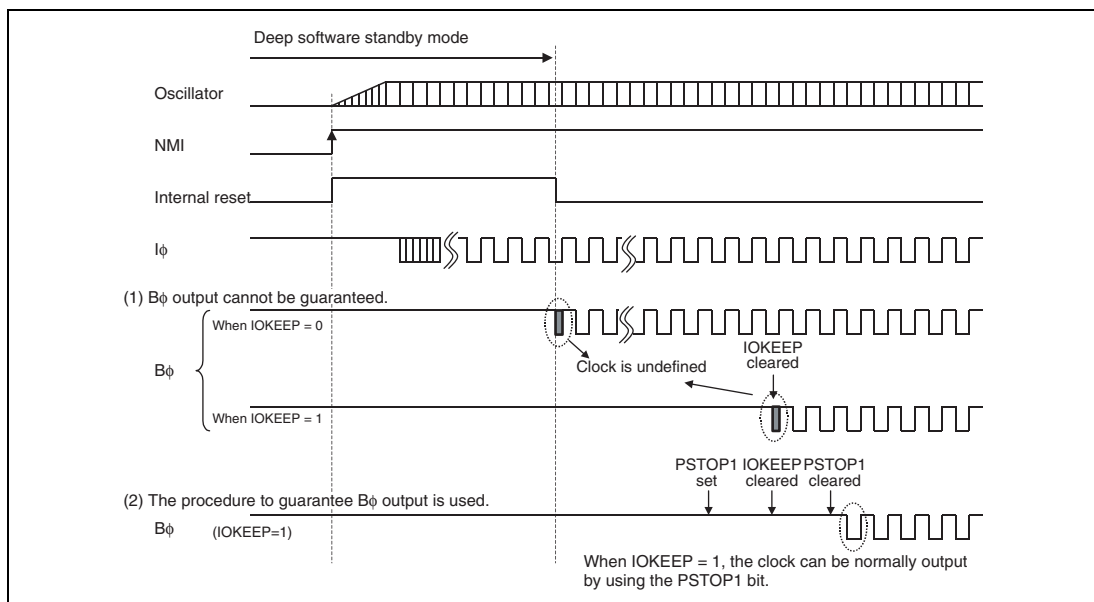 Deep software standby mode
Oscillator
NMI
Internal reset
Iϕ
(1) Bϕ output cannot be guaranteed.
When IOKEEP = 0
Bϕ
Clock is undefined
IOKEEP
cleared
When IOKEEP = 1
PSTOP1 IOKEEP PSTOP1
set cleared cleared
(2) The procedure to guarantee Bϕ output is used.
Bϕ (IOKEEP=1)
When IOKEEP = 1, the clock can be normally output
by using the PSTOP1 bit.